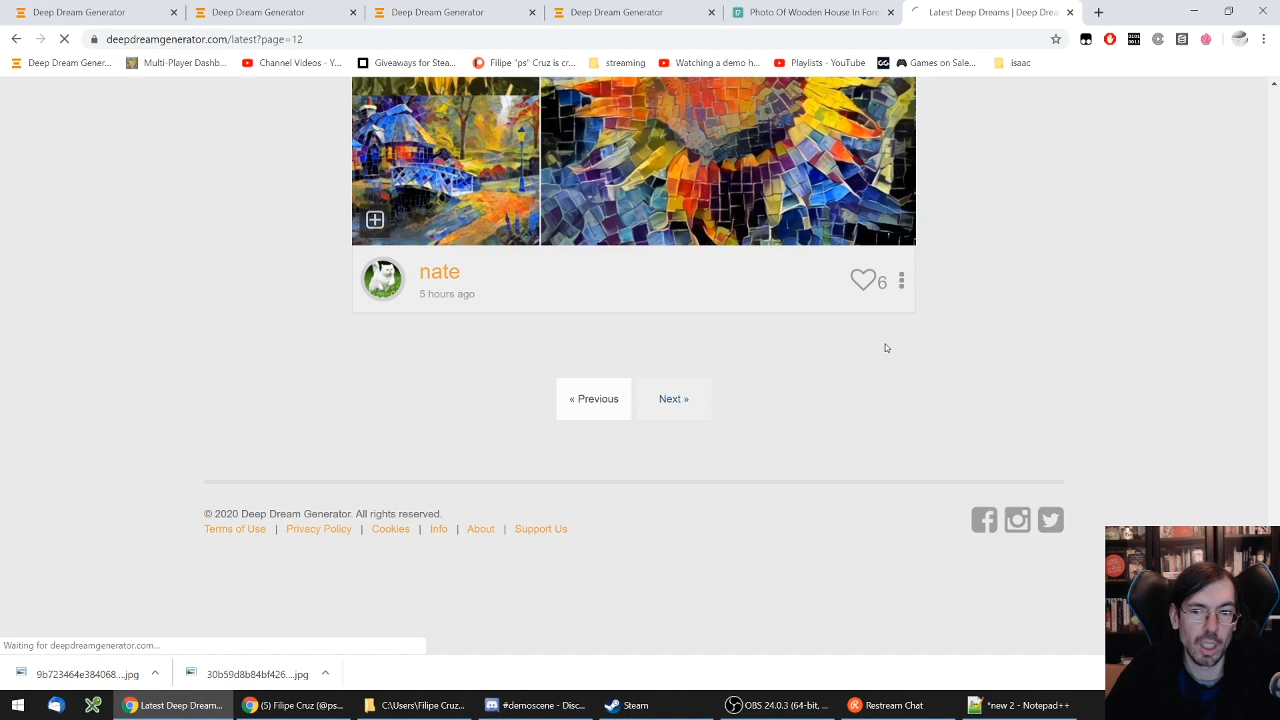 Deep Dream Generator
Deep Dream Generator
Deep Dream Generator
Deep Dream Generator
Photo Of Wooden House In Fore
Latest Deep Dreams | Deep Drea
deepdreamgenerator.com/latest?page=12
Deep Dream Gener...
Multi-Player Dashb...
Channel Videos - Y...
Giveaways for Stea...
Filipe "ps" Cruz is cr...
streaming
Watching a demo h...
Playlists - YouTube
GG
Games on Sale...
isaac
nate
5 hours ago
6
« Previous
Next »
© 2020 Deep Dream Generator. All rights reserved.
Terms of Use | Privacy Policy | Cookies | Info | About | Support Us
Waiting for deepdreamgenerator.com...
9b723464e384068....jpg
30b59d8b84bf426....jpg
Latest Deep Dream...
(5) Filipe Cruz (@ps...
C:\Users\Filipe Cruz...
#demoscene - Disc...
Steam
OBS 24.0.3 (64-bit, ...
Restream Chat
*new 2 - Notepad++